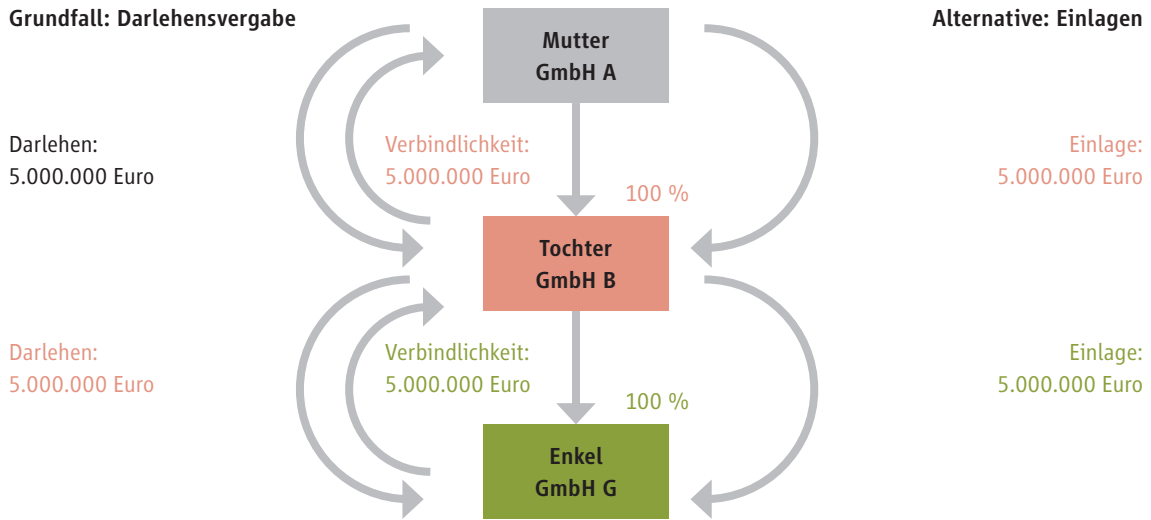 Grundfall: Darlehensvergabe
Alternative: Einlagen
Mutter
GmbH A
Darlehen:
5.000.000 Euro
Verbindlichkeit:
5.000.000 Euro
Einlage:
5.000.000 Euro
100 %
Tochter
GmbH B
Darlehen:
5.000.000 Euro
Verbindlichkeit:
5.000.000 Euro
Einlage:
5.000.000 Euro
100 %
Enkel
GmbH G